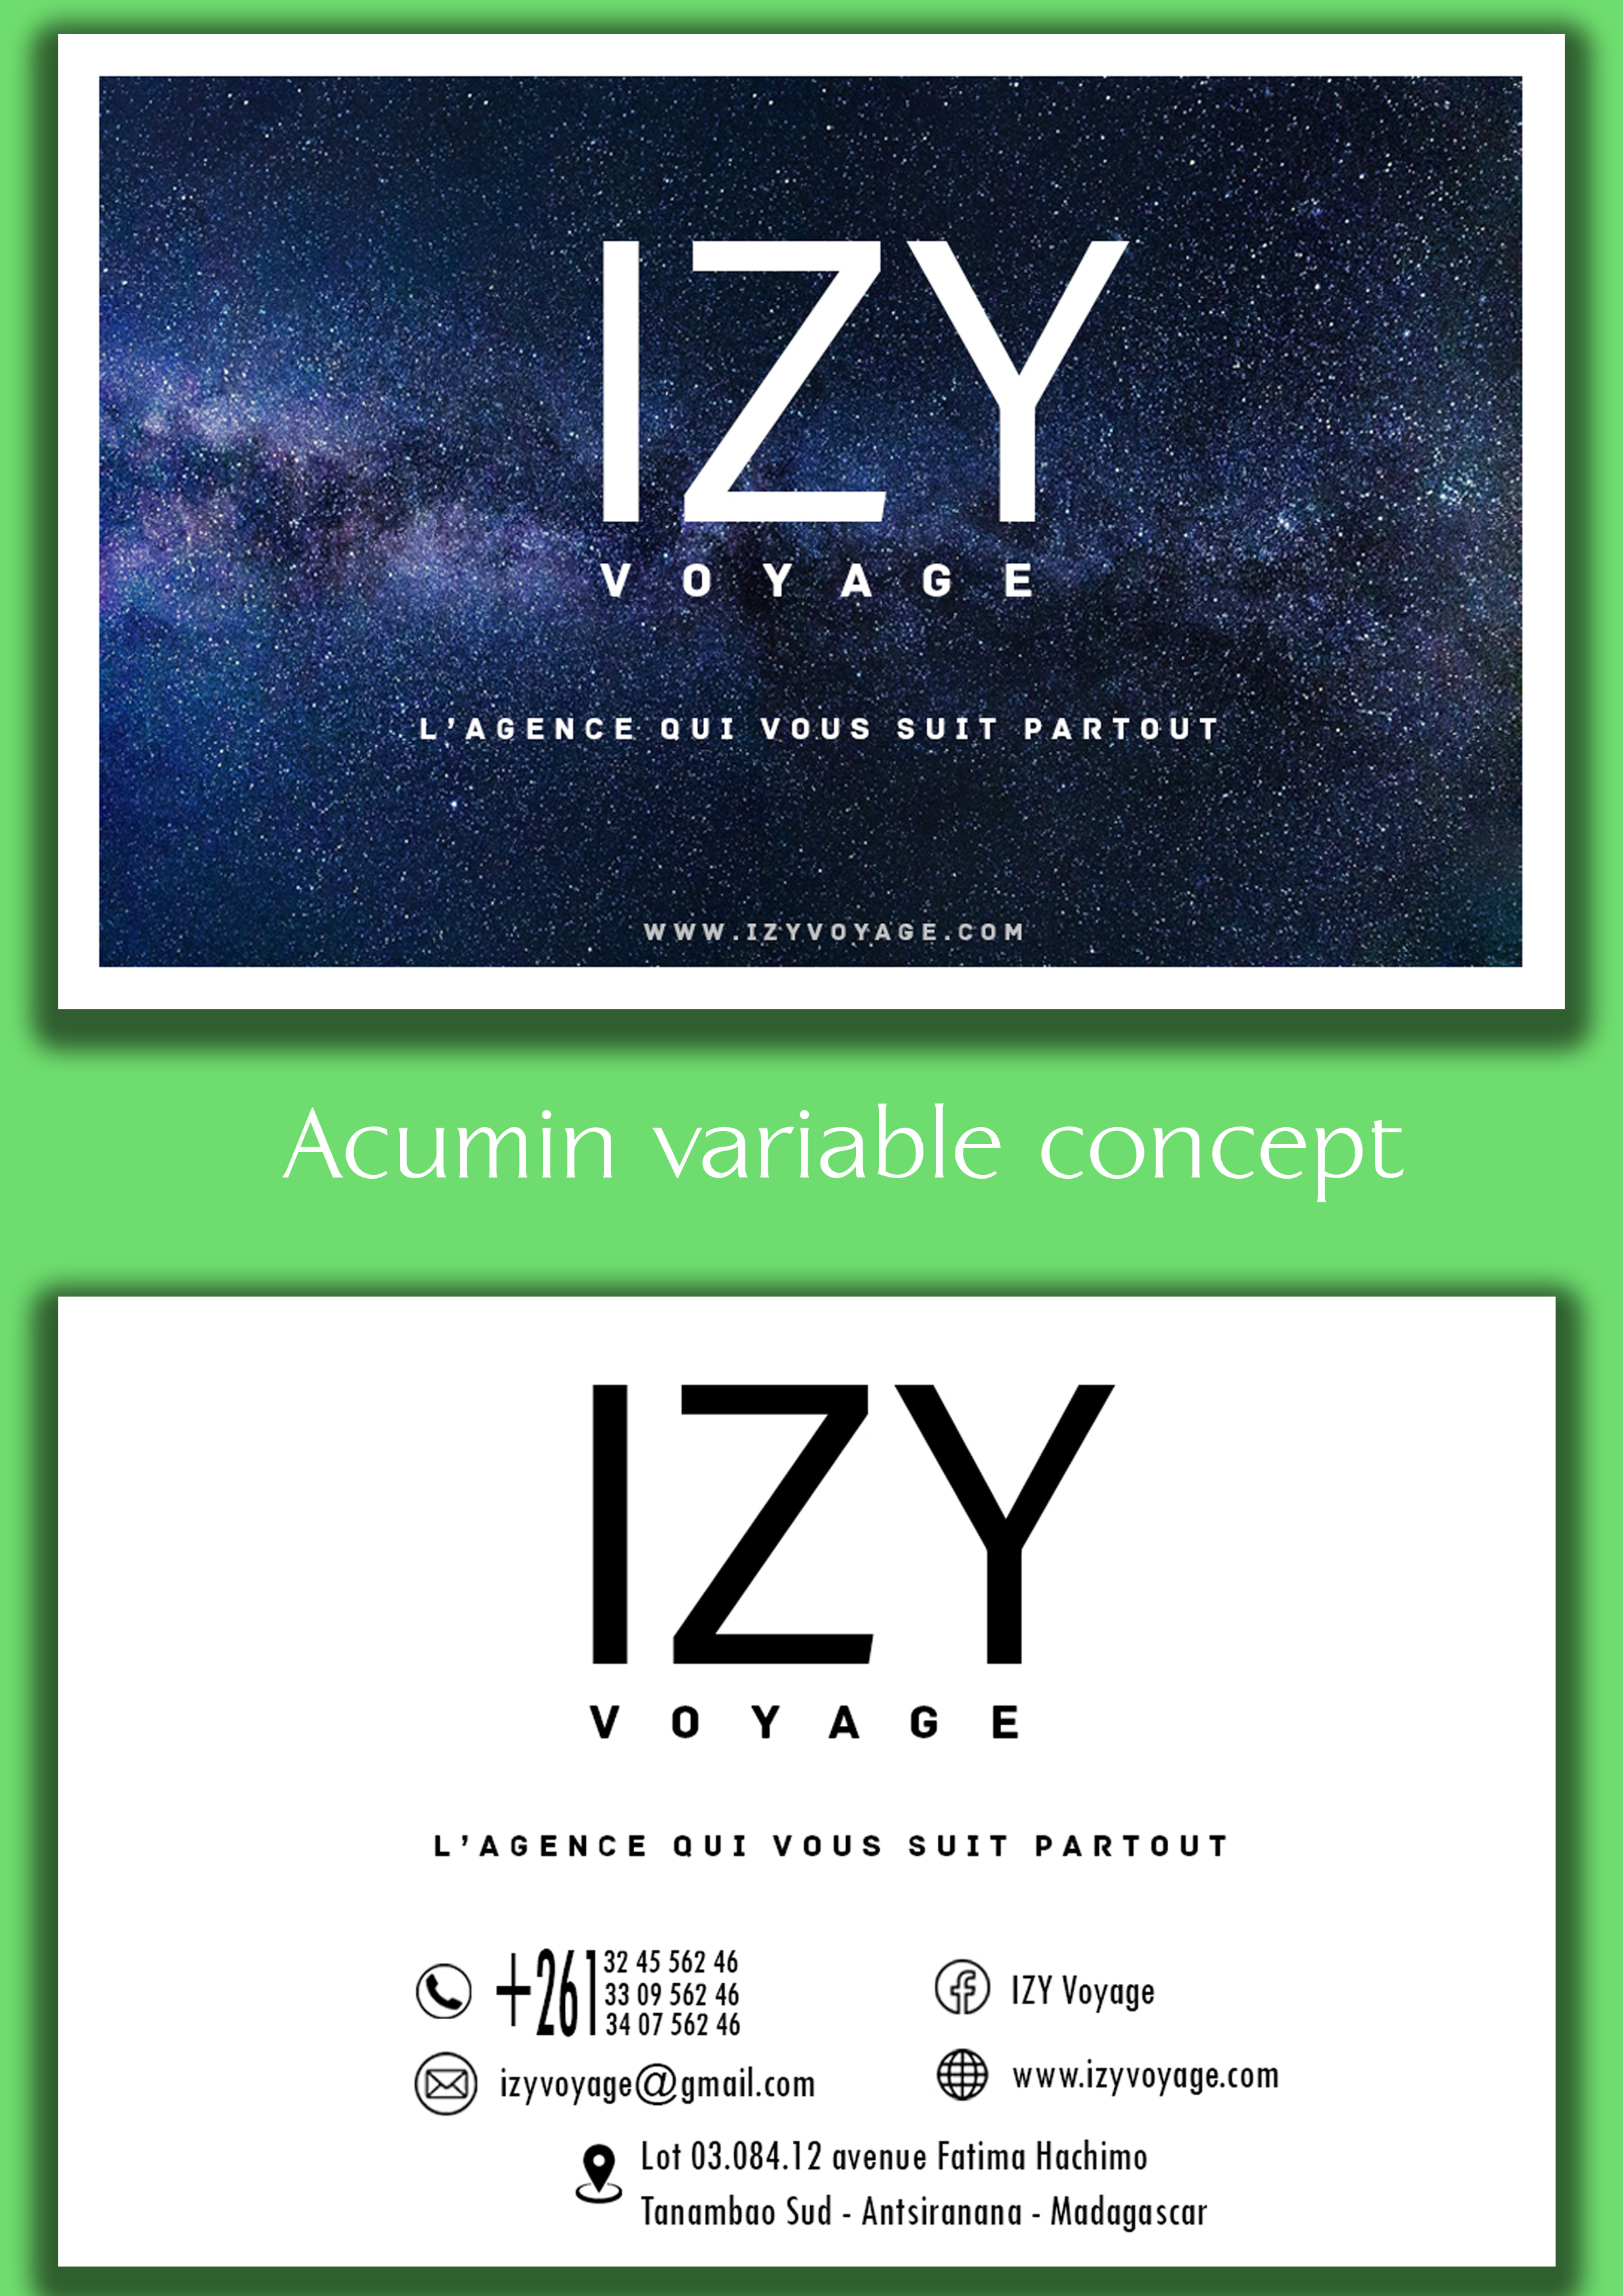 IZY
VOYAGE
L'AGENCE QUI VOUS SUIT PARTOUT
WWW.IZYVOYAGE.COM
Acumin variable concept
IZY
VOYAGE
L'AGENCE QUI VOUS SUIT PARTOUT
+261
32 45 562 46
33 09 562 46
34 07 562 46
IZY Voyage
izyvoyage@gmail.com
www.izyvoyage.com
Lot 03.084.12 avenue Fatima Hachimo
Tanambao Sud - Antsiranana - Madagascar